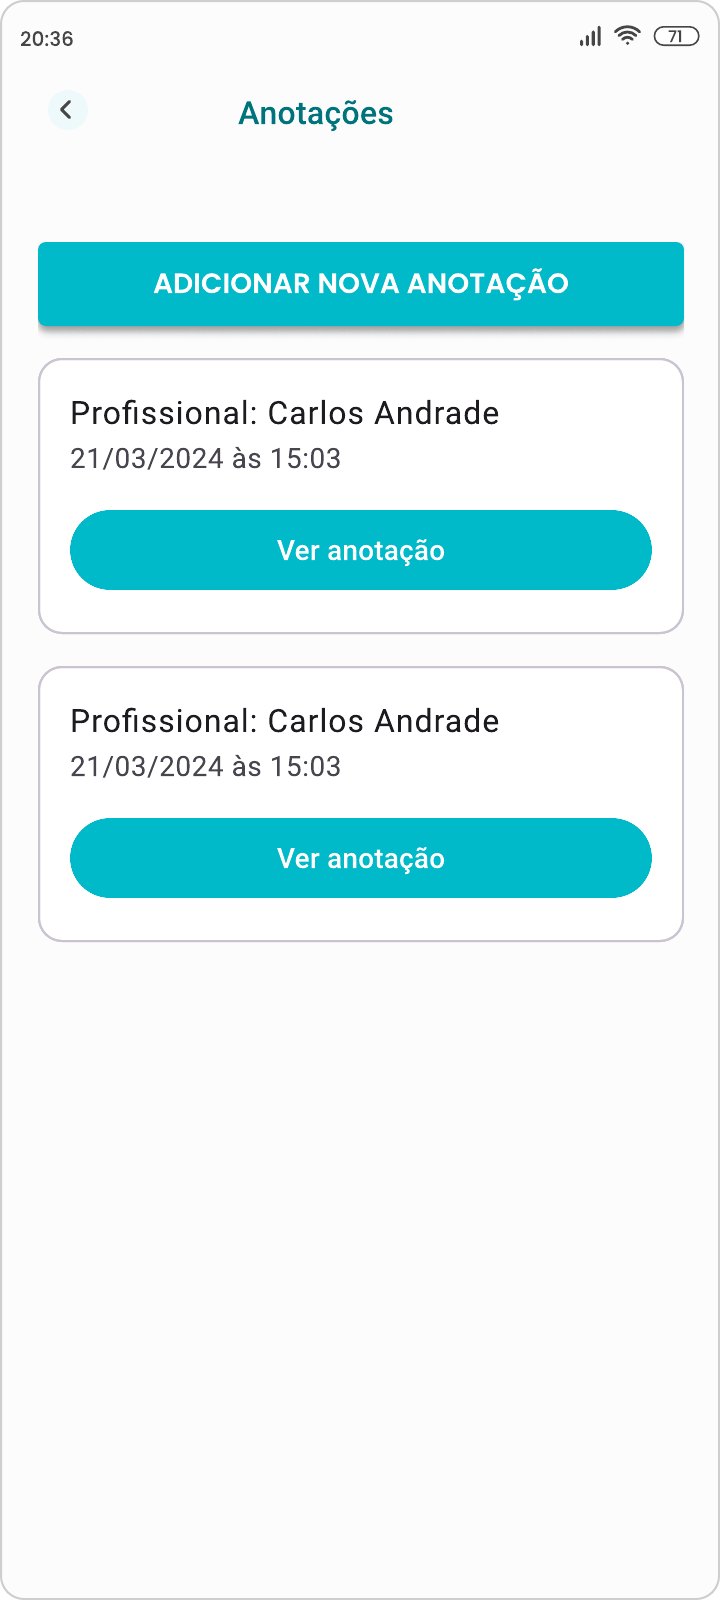 20:36
71
Anotações
ADICIONAR NOVA ANOTAÇÃO
Profissional: Carlos Andrade
21/03/2024 às 15:03
Ver anotação
Profissional: Carlos Andrade
21/03/2024 às 15:03
Ver anotação